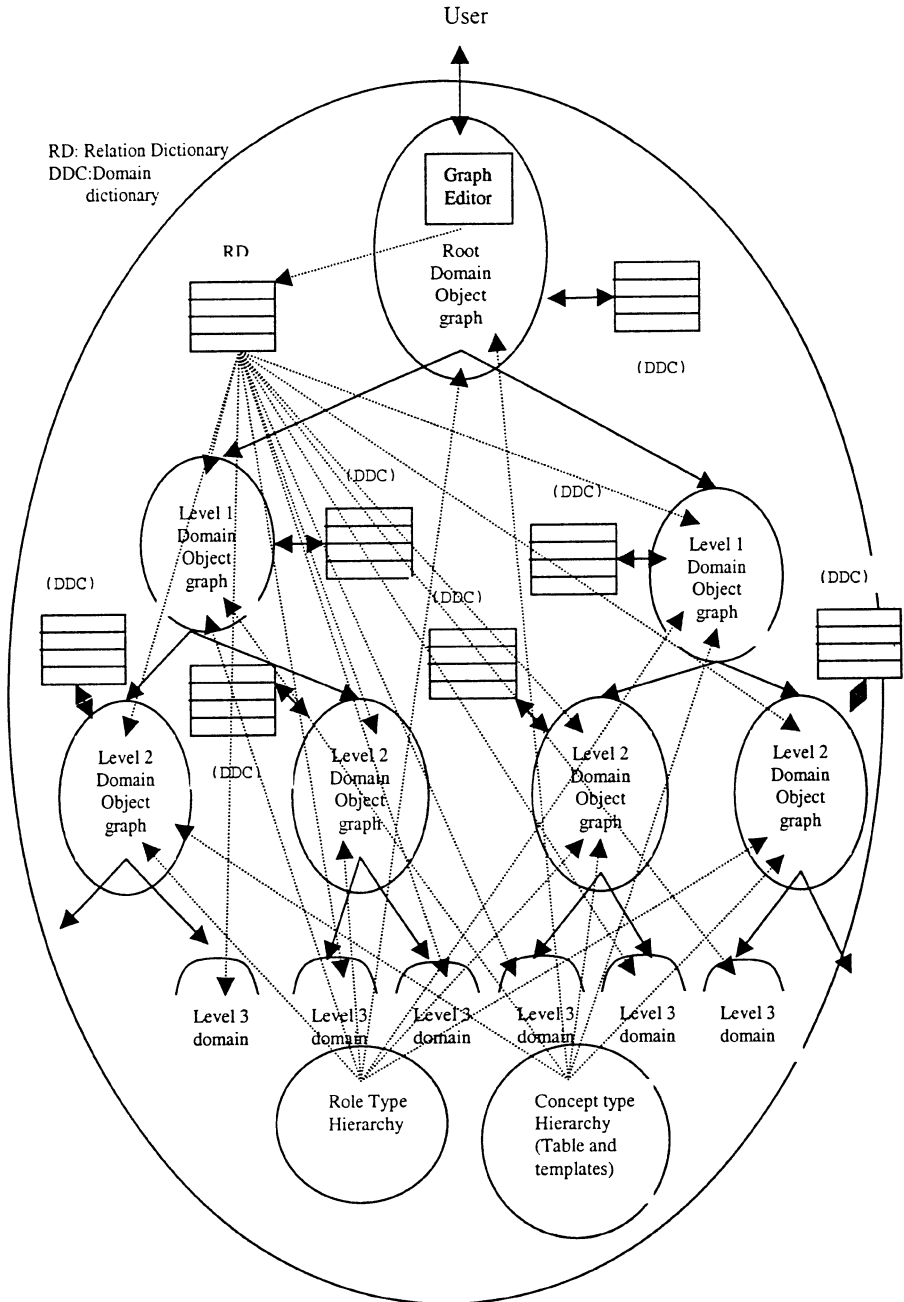 User
RD: Relation Dictionary
DDC:Domain
dictionary
Graph
Editor
RD
Root
Domain
Object
graph
(DDC)
(DDC)
(DDC)
Level 1
Domain
Object
graph
Level 1
Domain
Object
graph
(DDC)
(DDC)
(DDC)
(DDC)
Level 2
Domain
Object
graph
Level 2
Domain
Object
graph
Level 2
Domain
Object
graph
Level 2
Domain
Object
graph
Level 3
domain
Level 3
domain
Level 3
domain
Level 3
domain
Level 3
domain
Level 3
domain
Role Type
Hierarchy
Concept type
Hierarchy
(Table and
templates)